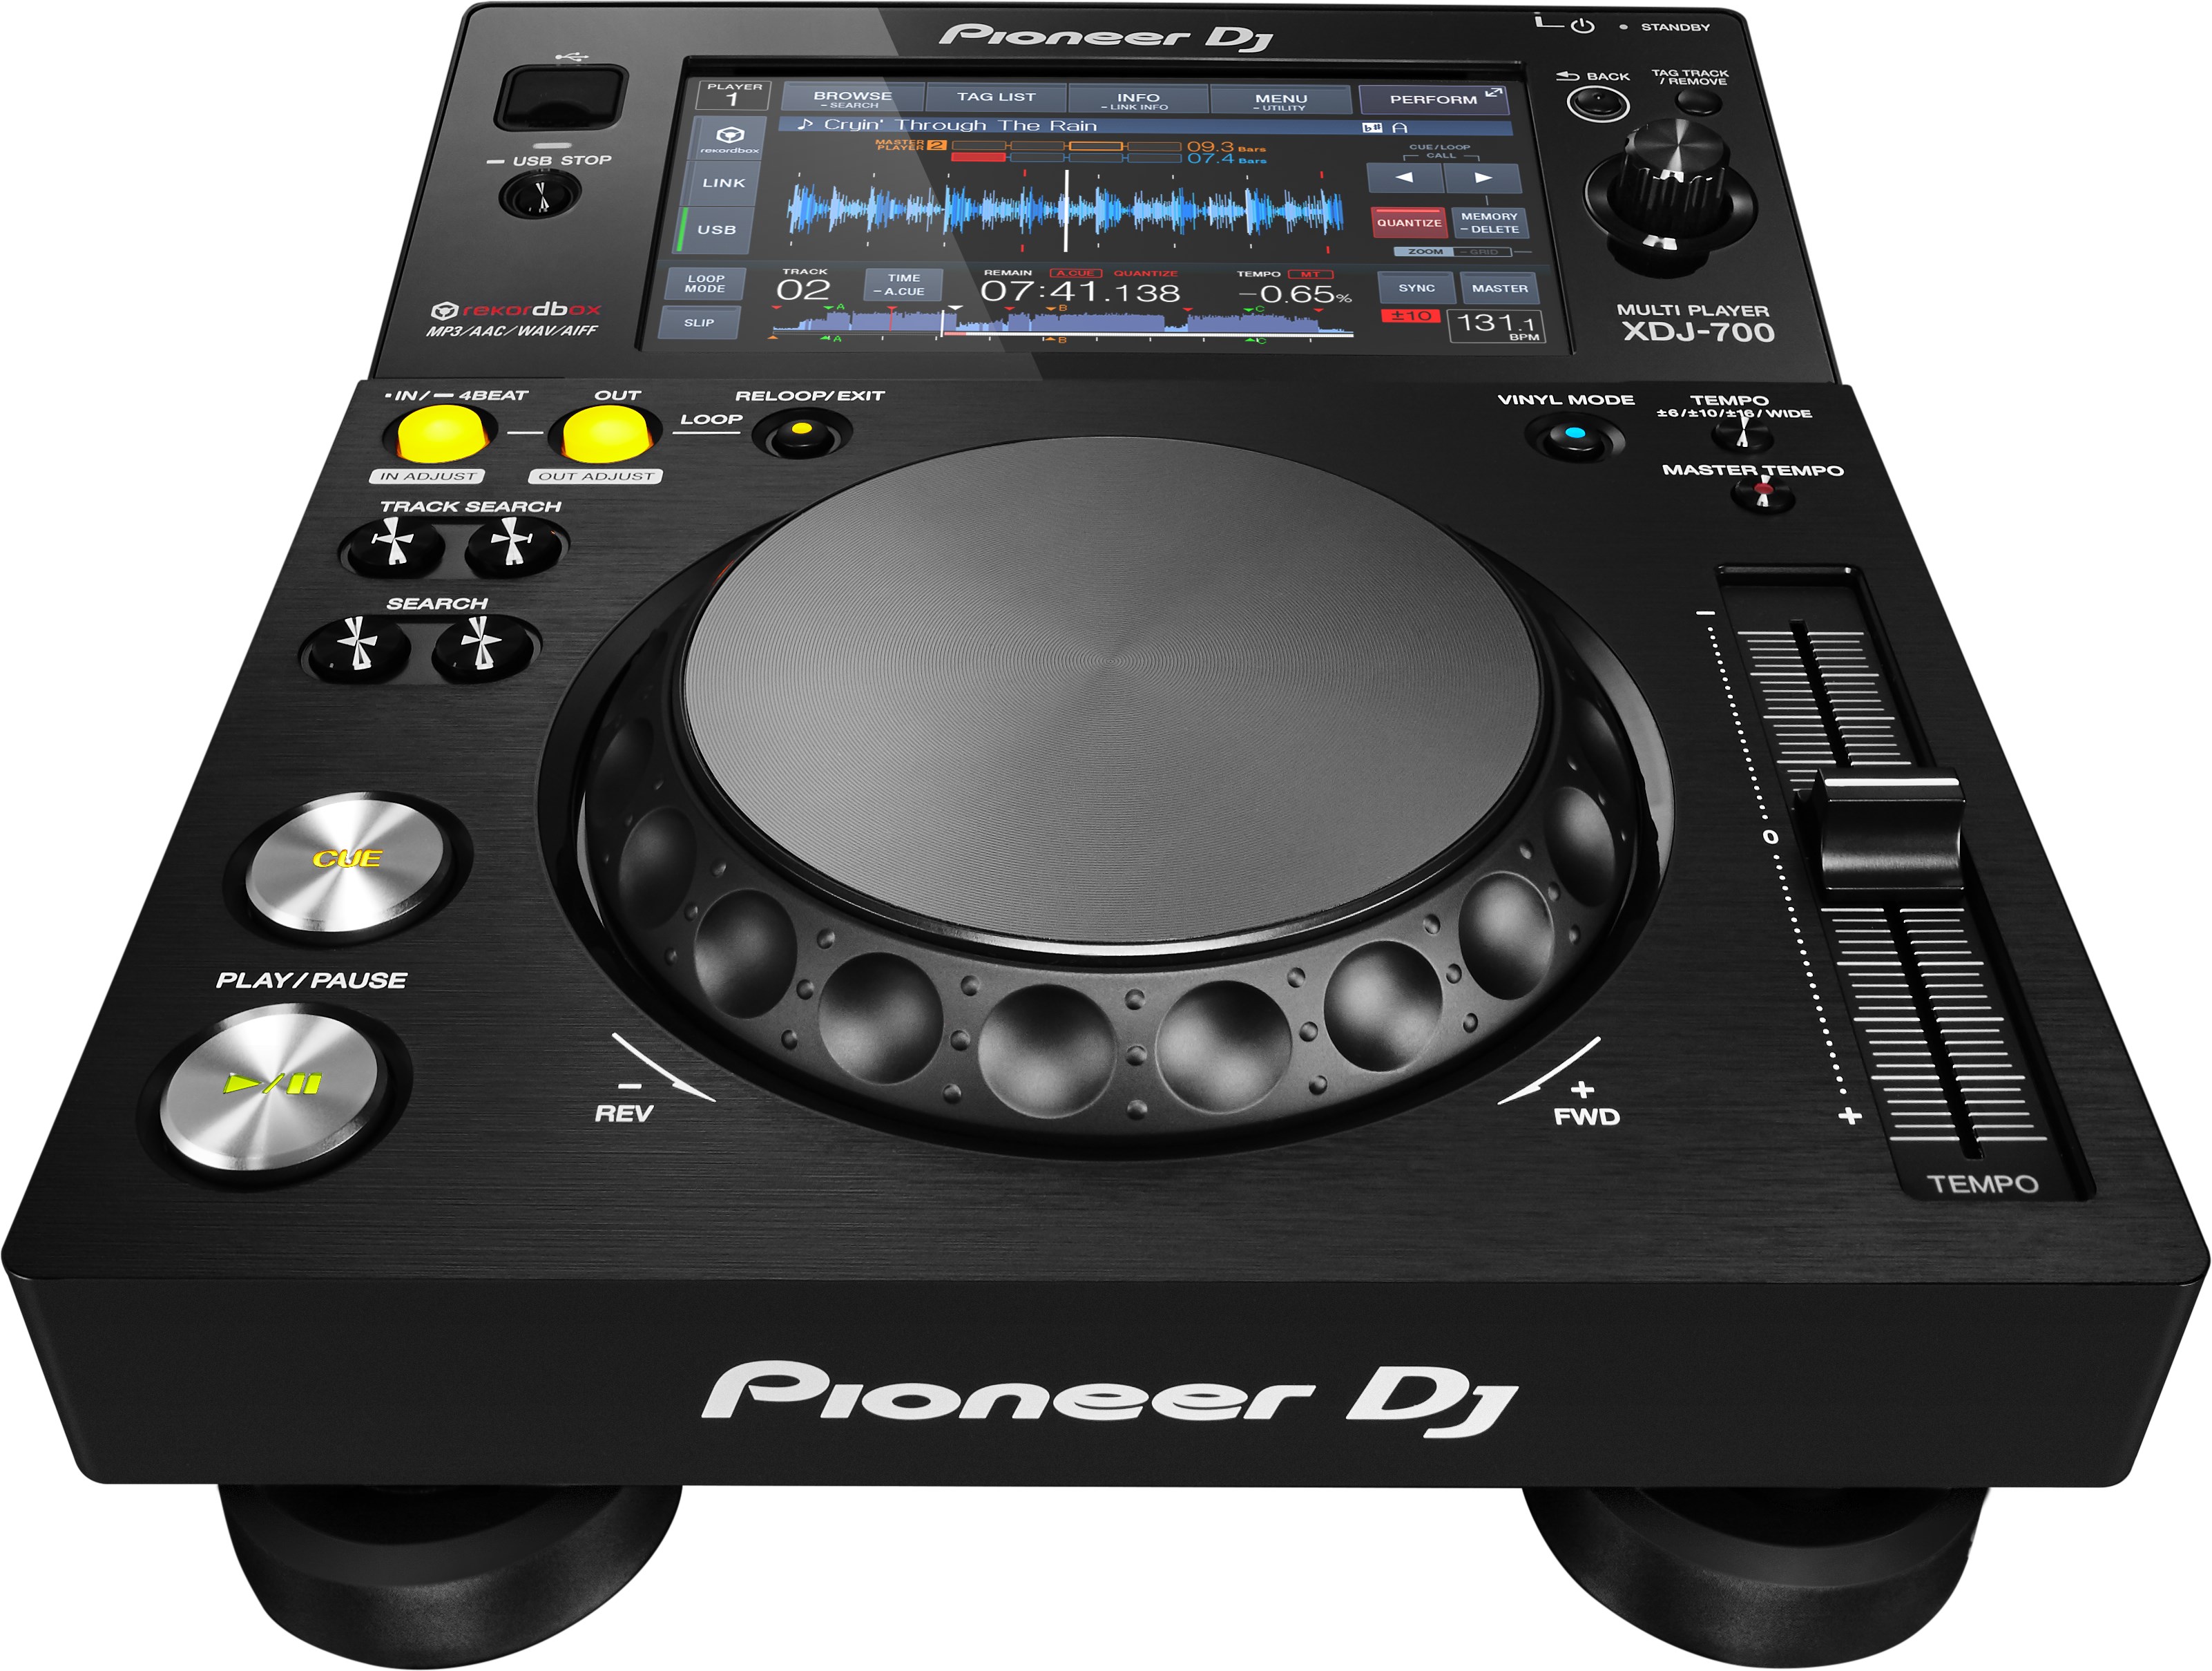 Pioneer Dj
STANDBY
BACK
TAG TRACK
/ REMOVE
USB STOP
PLAYER
1
BROWSE
- SEARCH
TAG LIST
INFO
- LINK INFO
MENU
- UTILITY
PERFORM
rekordbox
♪ Cryin' Through The Rain
A
MASTER
PLAYER 2
09.3 Bars
07.4 Bars
CUE/LOOP
CALL
LINK
USB
QUANTIZE
MEMORY
- DELETE
ZOOM
- GRID
LOOP
MODE
TRACK
02
TIME
- A.CUE
REMAIN
A.CUE
QUANTIZE
07:41.138
TEMPO
MT
-0.65%
SYNC
MASTER
SLIP
±10
131.1
BPM
A
B
C
A
B
C
rekordbox
MP3/AAC/WAV/AIFF
MULTI PLAYER
XDJ-700
IN/ 4BEAT
OUT
RELOOP/EXIT
LOOP
IN ADJUST
OUT ADJUST
VINYL MODE
TEMPO
±6/±10/±16/WIDE
MASTER TEMPO
TRACK SEARCH
SEARCH
CUE
PLAY/PAUSE
−
REV
+
FWD
−
0
+
TEMPO
Pioneer Dj